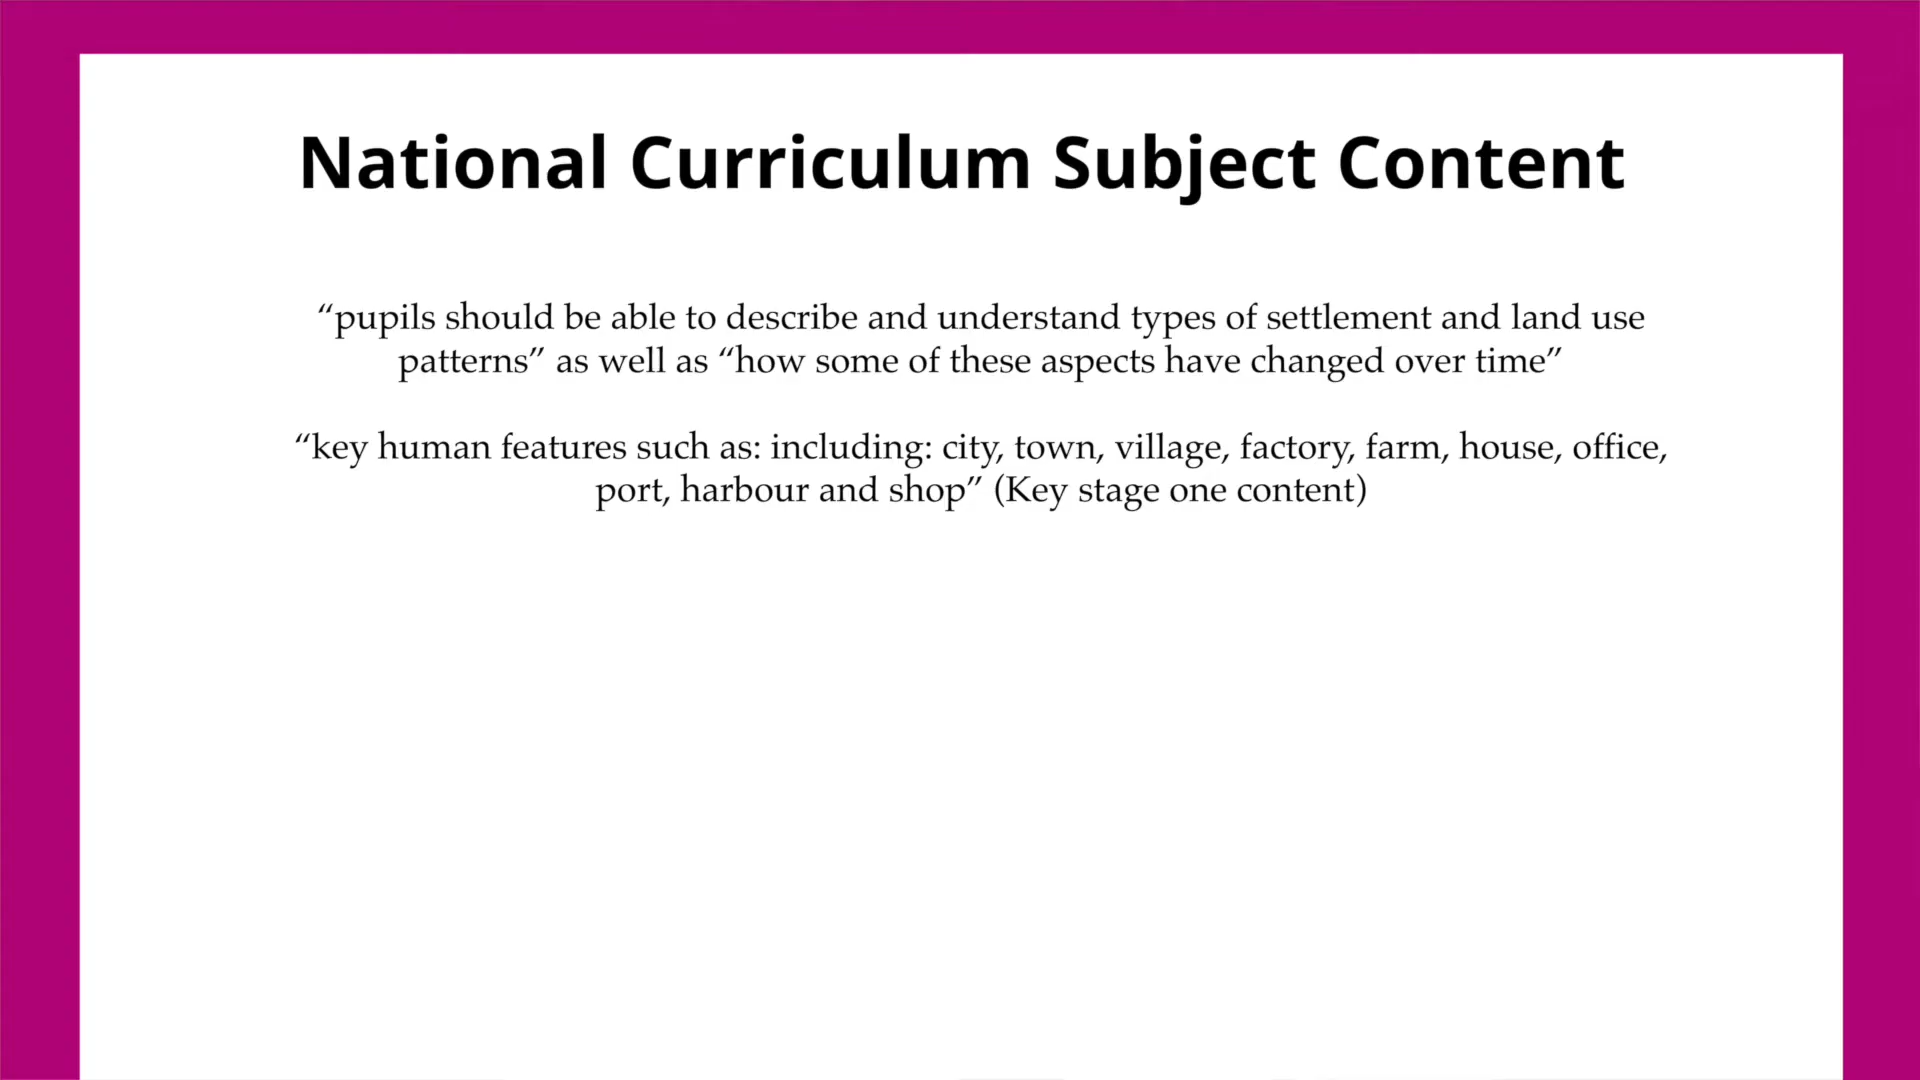 National Curriculum Subject Content
“pupils should be able to describe and understand types of settlement and land use
patterns” as well as “how some of these aspects have changed over time”
“key human features such as: including: city, town, village, factory, farm, house, office,
port, harbour and shop” (Key stage one content)